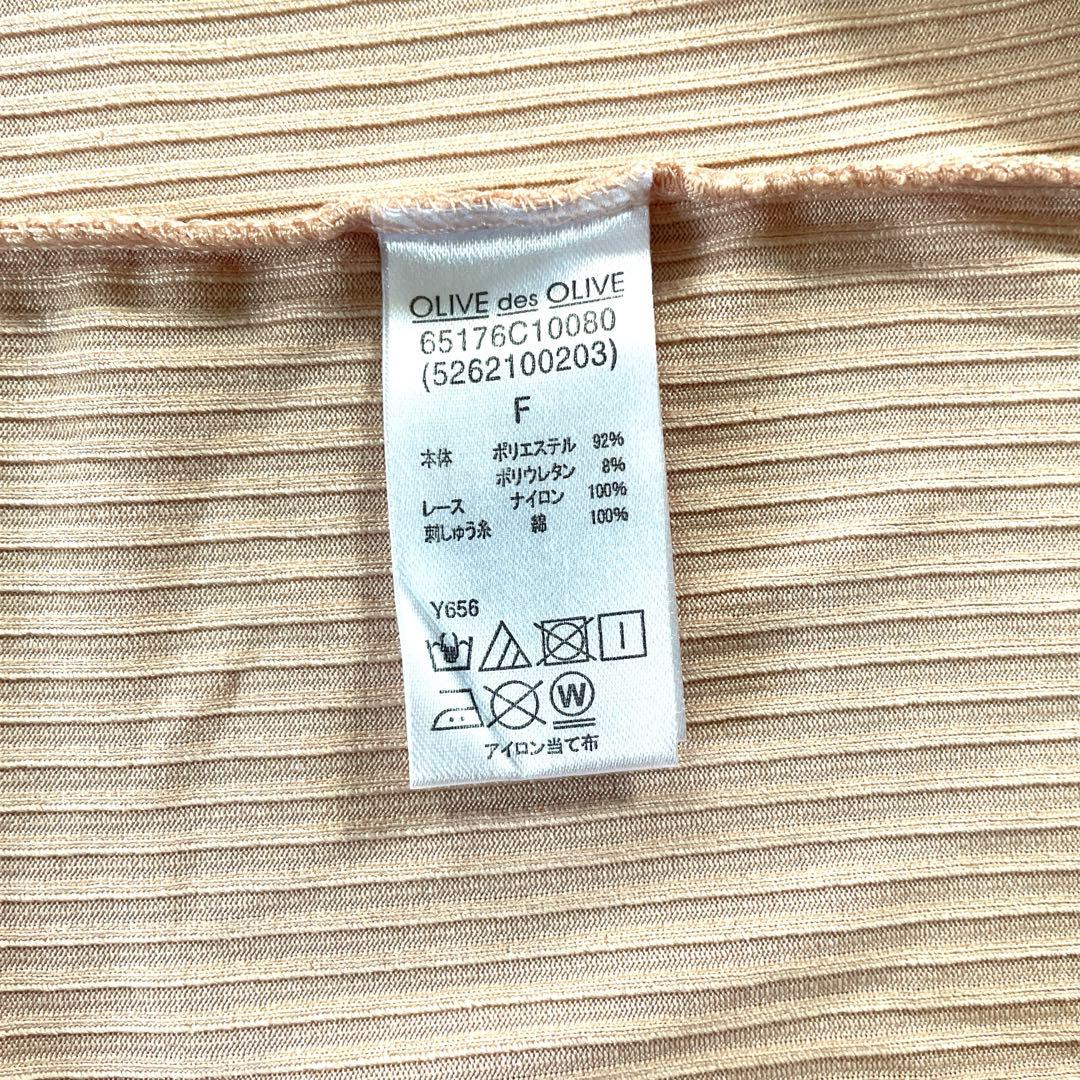 OLIVE des OLIVE
65176C10080
(5262100203)
F
本体 ポリエステル 92%
ポリウレタン 8%
レース ナイロン 100%
刺しゅう糸 綿 100%
Y656
W
アイロン当て布